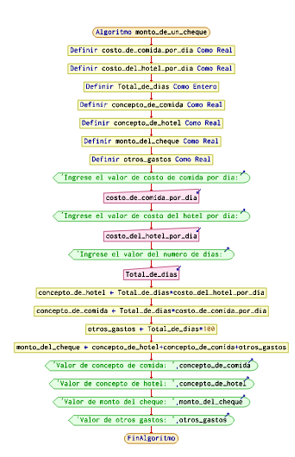 Algoritmo monto_de_un_cheque
Definir costo_de_comida_por_dia Como Real
Definir costo_del_hotel_por_dia Como Real
Definir Total_de_dias Como Entero
Definir concepto_de_comida Como Real
Definir concepto_de_hotel Como Real
Definir monto_del_cheque Como Real
Definir otros_gastos Como Real
'Ingrese el valor de costo de comida por dia:'
costo_de_comida_por_dia
'Ingrese el valor de costo del hotel por dia:'
costo_del_hotel_por_dia
'Ingrese el valor del numero de dias:'
Total_de_dias
concepto_de_hotel ← Total_de_dias*costo_del_hotel_por_dia
concepto_de_comida ← Total_de_dias*costo_de_comida_por_dia
otros_gastos ← Total_de_dias*100
monto_del_cheque ← concepto_de_hotel+concepto_de_comida+otros_gastos
'Valor de concepto de comida: ',concepto_de_comida
'Valor de concepto de hotel: ',concepto_de_hotel
'Valor de monto del cheque: ',monto_del_cheque
'Valor de otros gastos: ',otros_gastos
FinAlgoritmo